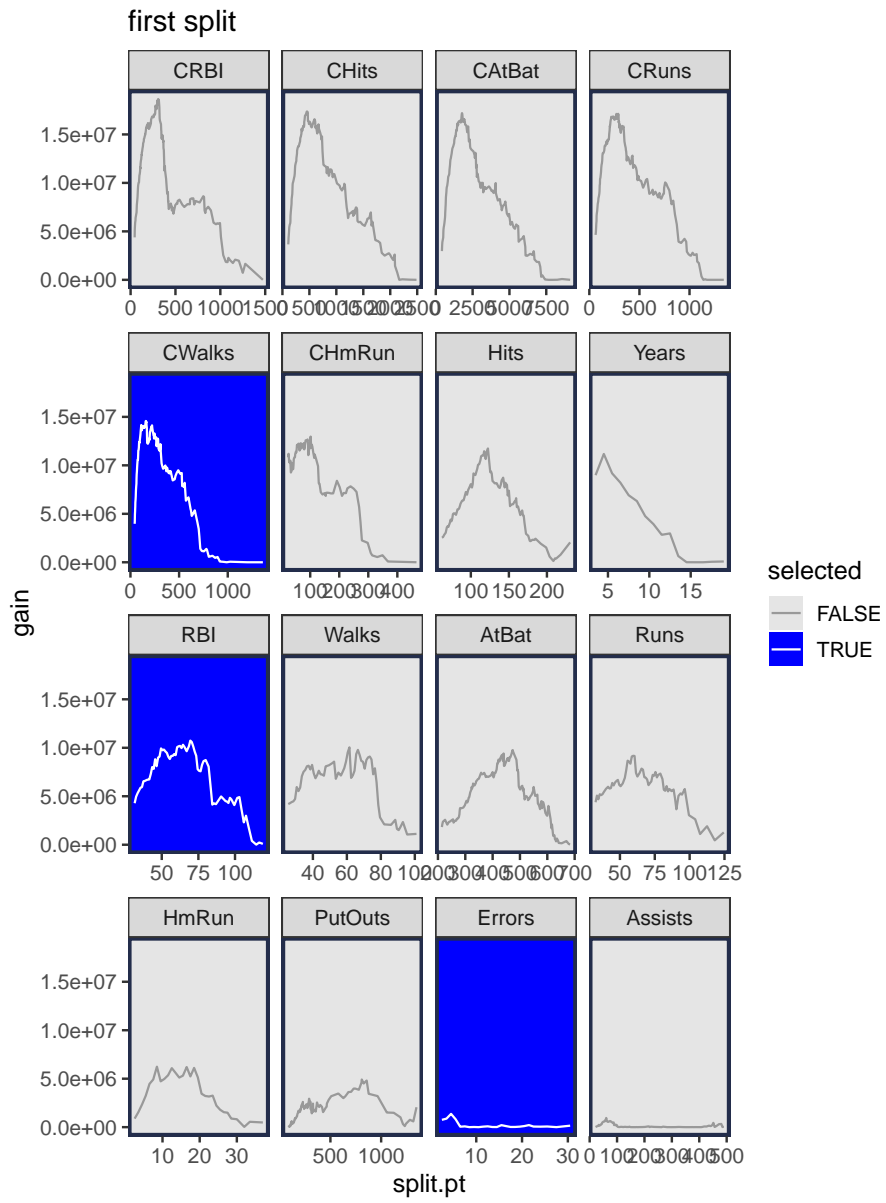 first split
CRBI CHits CAtBat CRuns
1.5e+07
1.0e+07
5.0e+06
0.0e+00
0 500 1000 1500 0 500 1000 1500 2000 2500 0 2500 5000 7500 0 500 1000
CWalks CHmRun Hits Years
1.5e+07
1.0e+07
5.0e+06
0.0e+00
0 500 1000 100 200 300 400 100 150 200 5 10 15
RBI Walks AtBat Runs
1.5e+07
1.0e+07
5.0e+06
0.0e+00
50 75 100 40 60 80 100 200 300 400 500 600 700 50 75 100 125
HmRun PutOuts Errors Assists
1.5e+07
1.0e+07
5.0e+06
0.0e+00
10 20 30 500 1000 10 20 30 0 100 200 300 400 500
split.pt
gain
selected
FALSE
TRUE